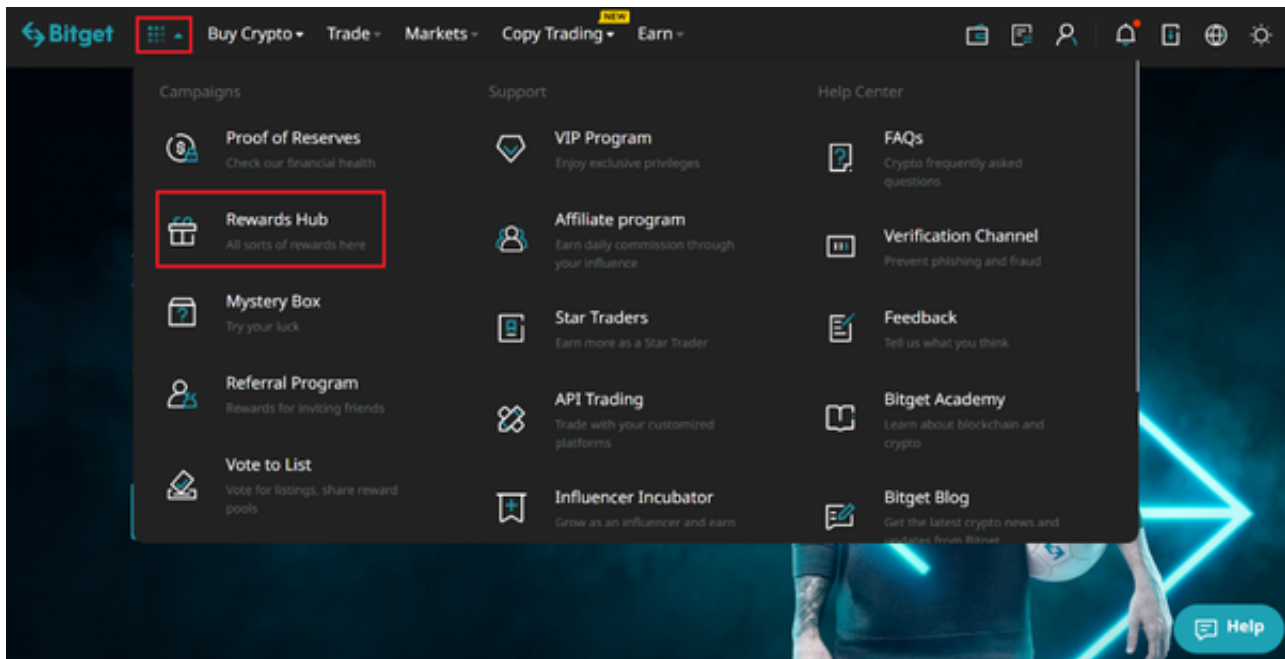 Bitget
Buy Crypto
Trade
Markets
NEW
Copy Trading
Earn
Campaigns
Proof of Reserves
Check our financial health
Rewards Hub
All sorts of rewards here
Mystery Box
Try your luck
Referral Program
Rewards for inviting friends
Vote to List
Vote for listings, share reward
pools
Support
VIP Program
Enjoy exclusive privileges
Affiliate program
Earn daily commission through
your influence
Star Traders
Earn more as a Star Trader
API Trading
Trade with your customized
platforms
Influencer Incubator
Grow as an influencer and earn
Help Center
FAQs
Crypto frequently asked
questions
Verification Channel
Prevent phishing and fraud
Feedback
Tell us what you think
Bitget Academy
Learn about blockchain and
crypto
Bitget Blog
Get the latest crypto news and
updates from Bitget
Help